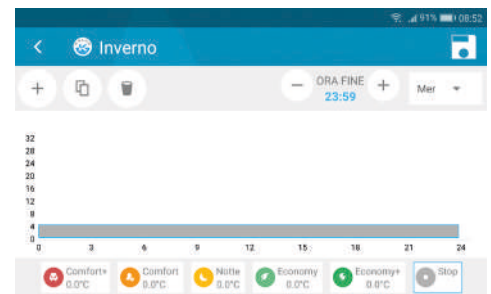 91% 08:52
Inverno
ORA FINE
23:59
Mer
32
28
24
20
16
12
8
4
0
0 3 6 9 12 15 18 21 24
Comfort+ Comfort Notte Economy Economy+ Stop
0.0°C 0.0°C 0.0°C 0.0°C 0.0°C